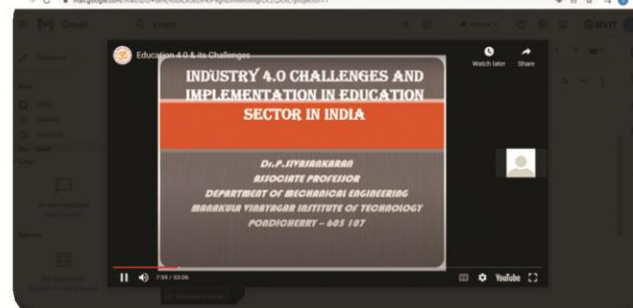 Gmail
MVIT
Education 4.0 & its Challenges
Watch later
Share
INDUSTRY 4.0 CHALLENGES AND
IMPLEMENTATION IN EDUCATION
SECTOR IN INDIA
Dr.P.SIVASANKARAN
ASSOCIATE PROFESSOR
DEPARTMENT OF MECHANICAL ENGINEERING
MANAKULA VINAYAGAR INSTITUTE OF TECHNOLOGY
PONDICHERRY – 605 107
7:59 / 50:06
YouTube